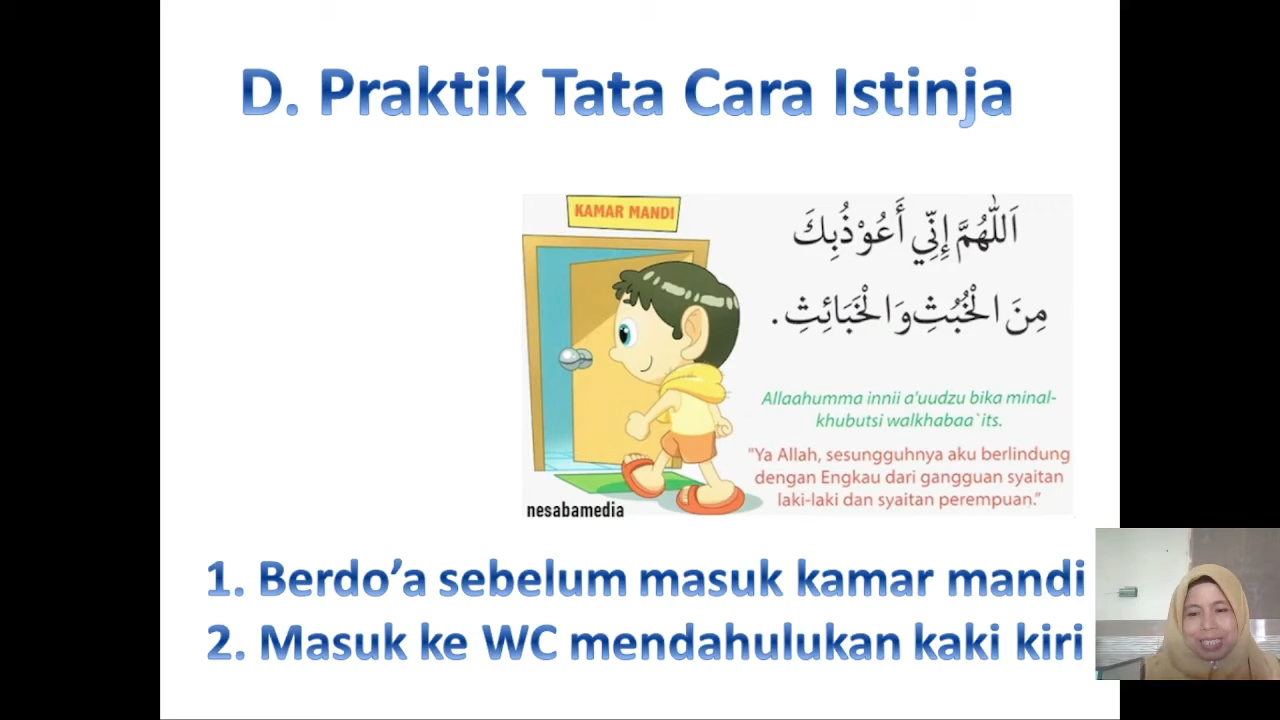 D. Praktik Tata Cara Istinja
KAMAR MANDI
اَللّٰهُمَّ إِنِّي أَعُوْذُبِكَ
مِنَ الْخُبُثِ وَالْخَبَائِثِ.
Allaahumma innii a'uudzu bika minal-
khubutsi walkhabaa`its.
"Ya Allah, sesungguhnya aku berlindung
dengan Engkau dari gangguan syaitan
laki-laki dan syaitan perempuan."
nesabamedia
1. Berdo’a sebelum masuk kamar mandi
2. Masuk ke WC mendahulukan kaki kiri